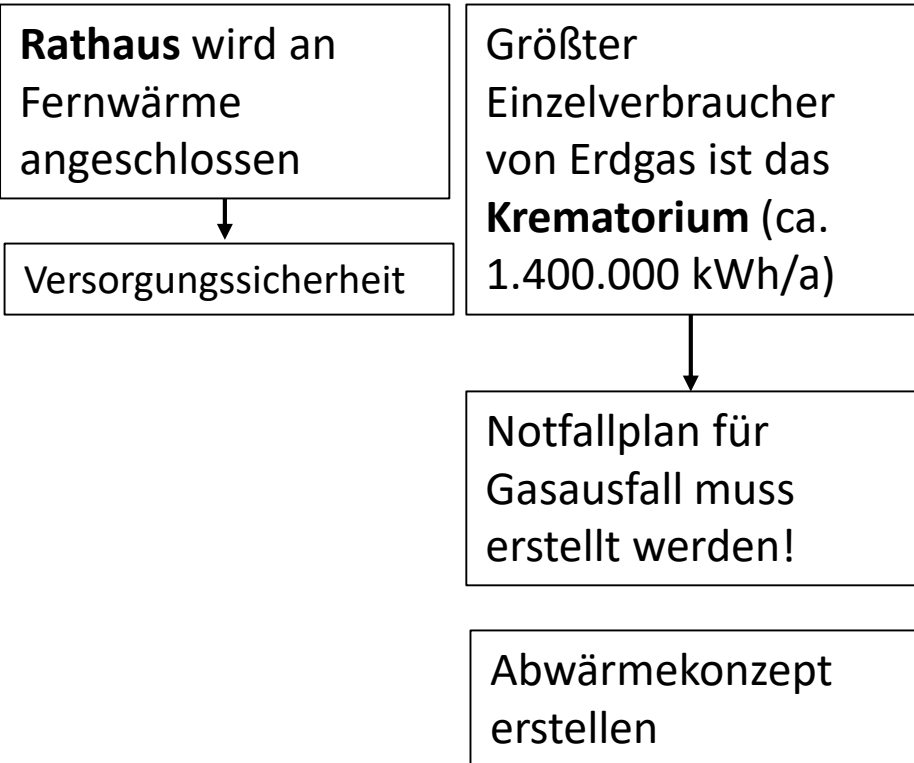 Rathaus wird an
Fernwärme
angeschlossen
Versorgungssicherheit
Größter
Einzelverbraucher
von Erdgas ist das
Krematorium (ca.
1.400.000 kWh/a)
Notfallplan für
Gasausfall muss
erstellt werden!
Abwärmekonzept
erstellen